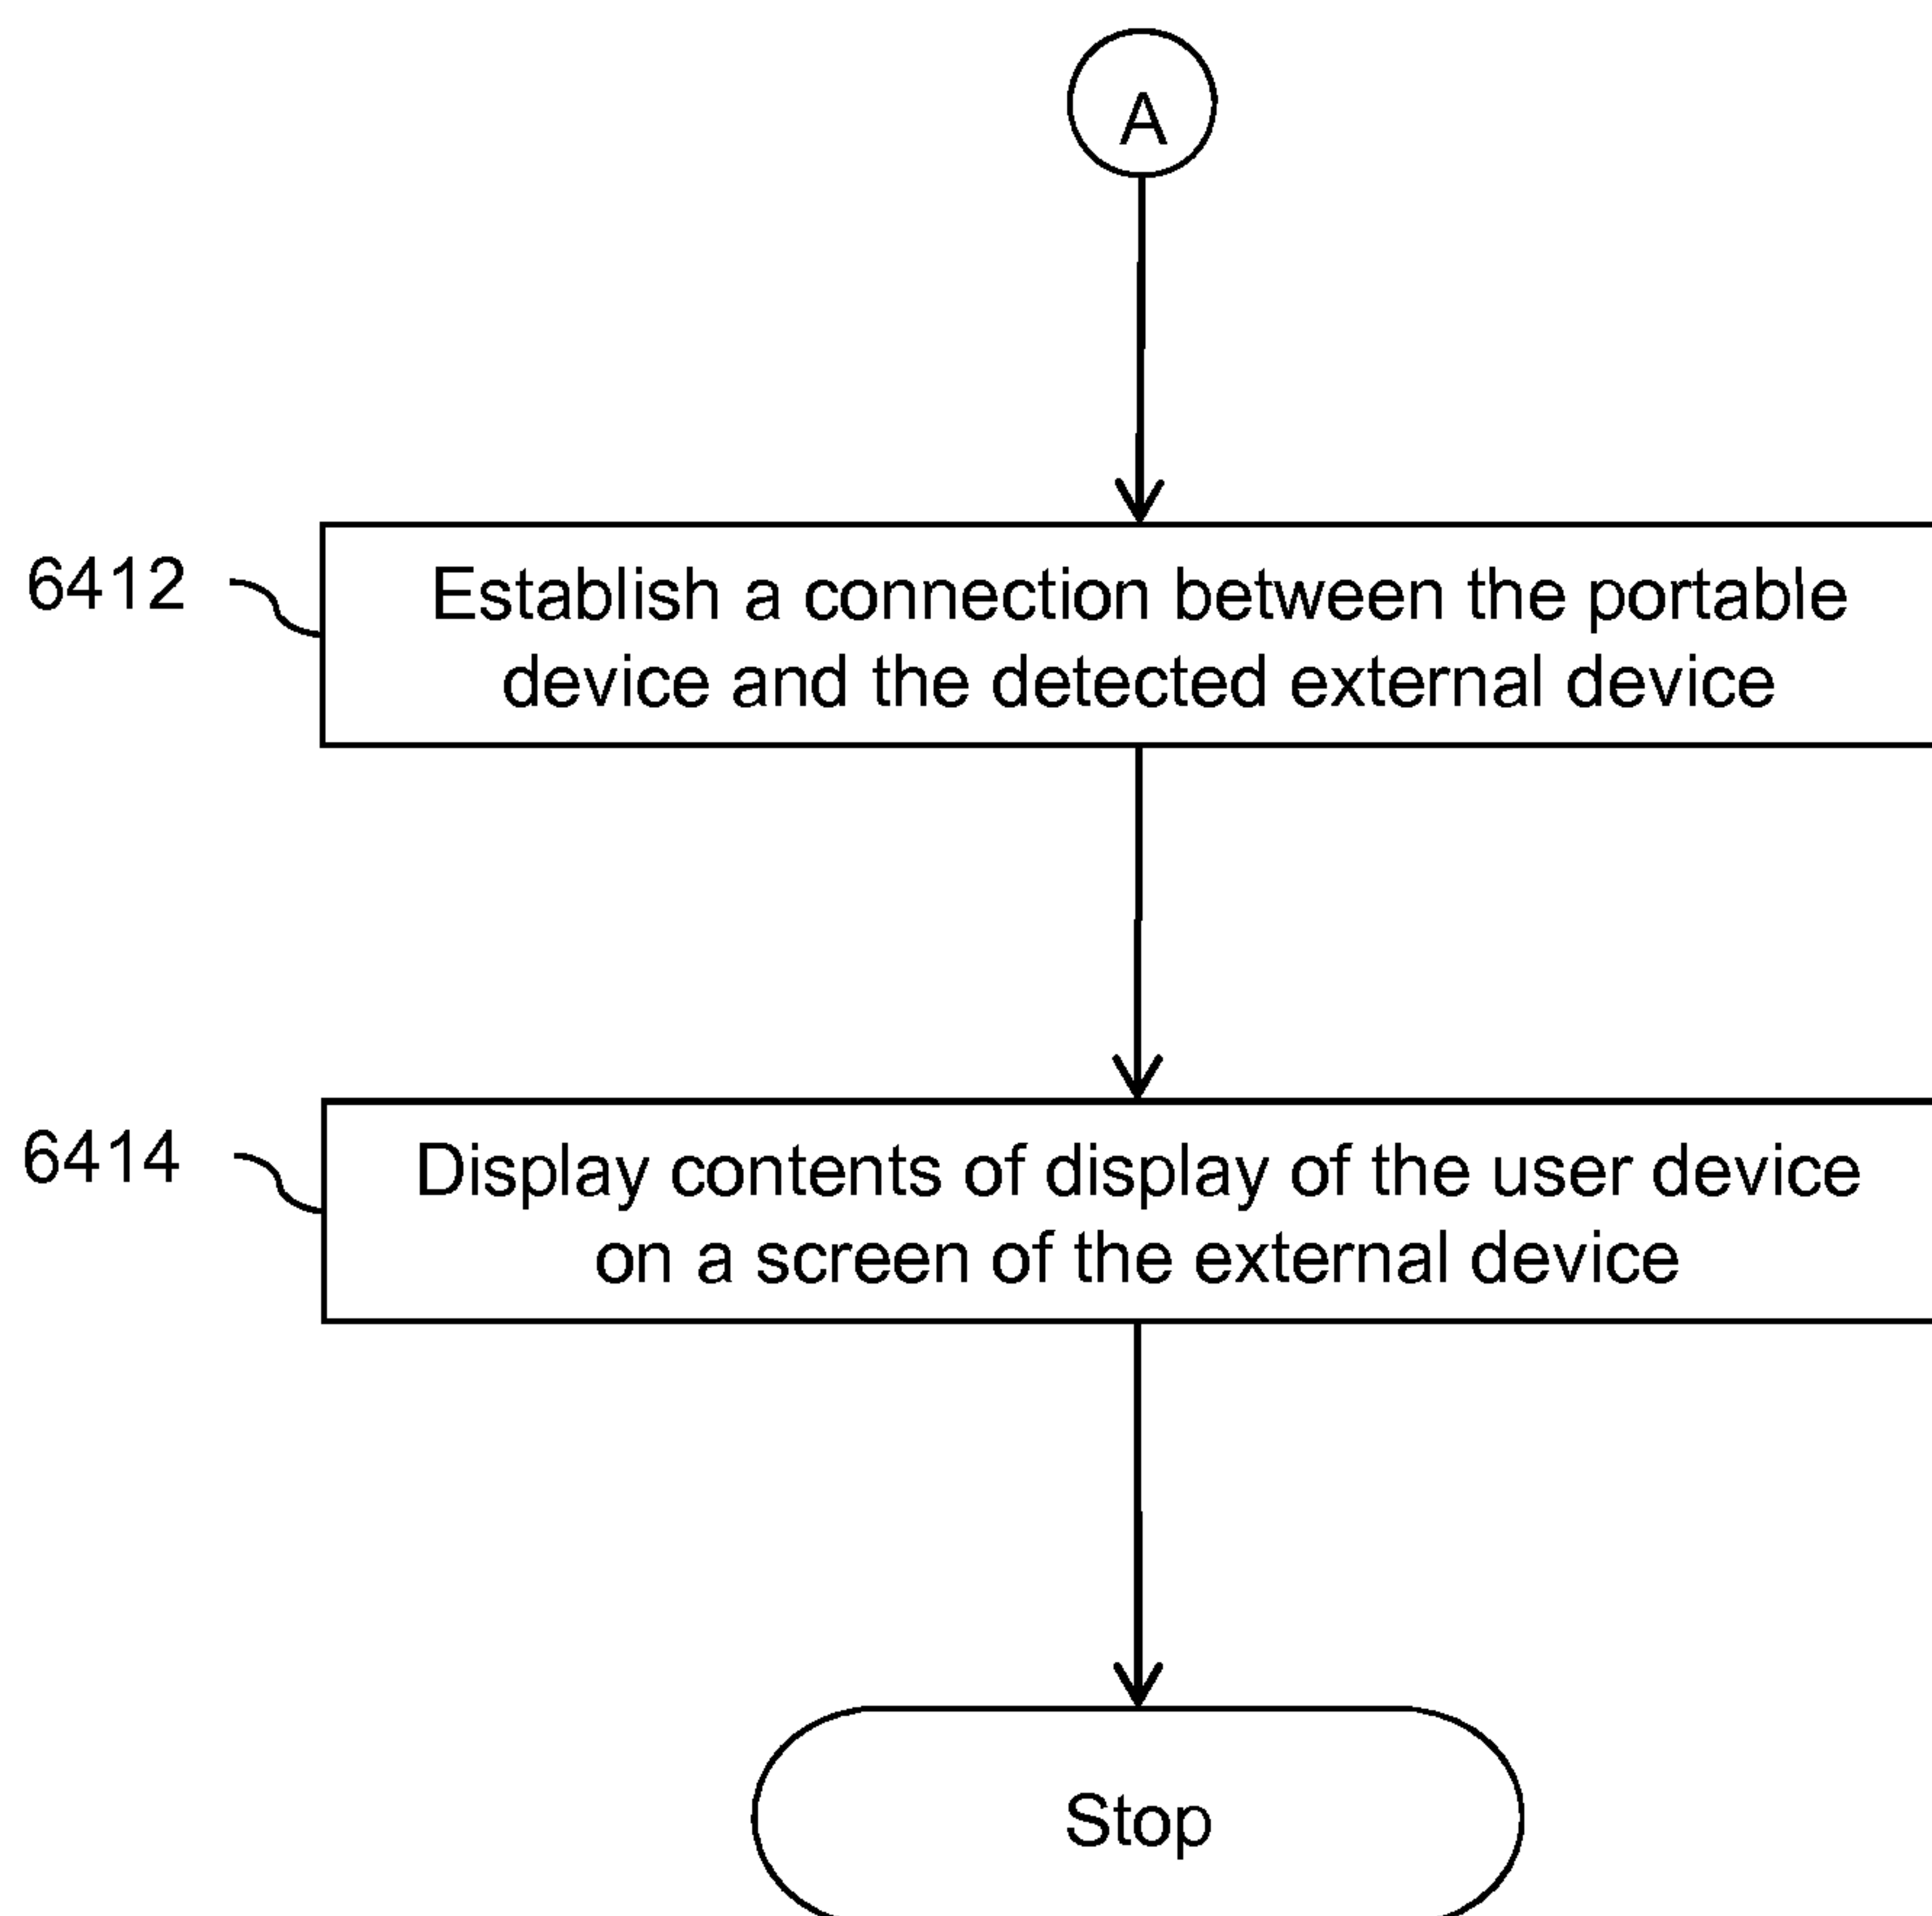 A
6412
Establish a connection between the portable
device and the detected external device
6414
Display contents of display of the user device
on a screen of the external device
Stop